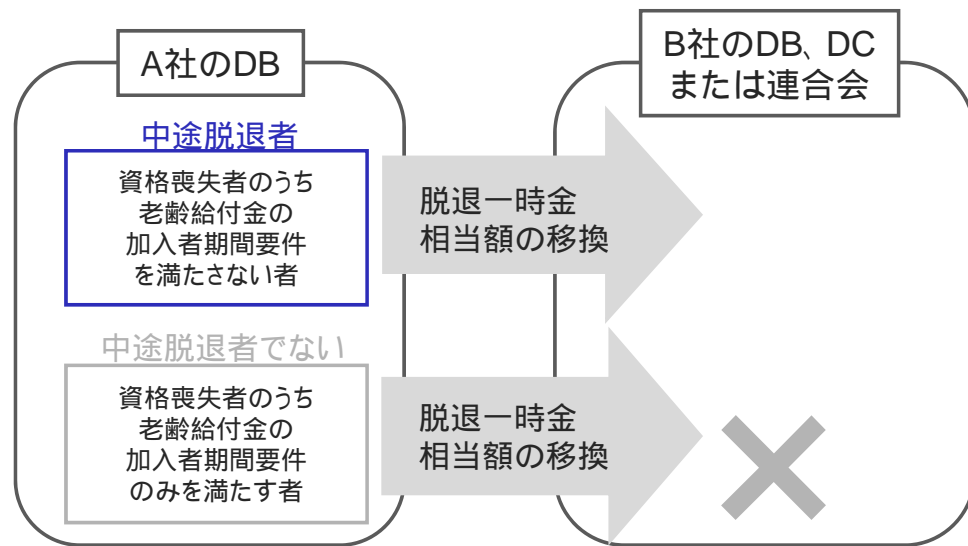 A社のDB
中途脱退者
資格喪失者のうち
老齢給付金の
加入者期間要件
を満たさない者
脱退一時金
相当額の移換
中途脱退者でない
資格喪失者のうち
老齢給付金の
加入者期間要件
のみを満たす者
脱退一時金
相当額の移換
B社のDB、DC
または連合会